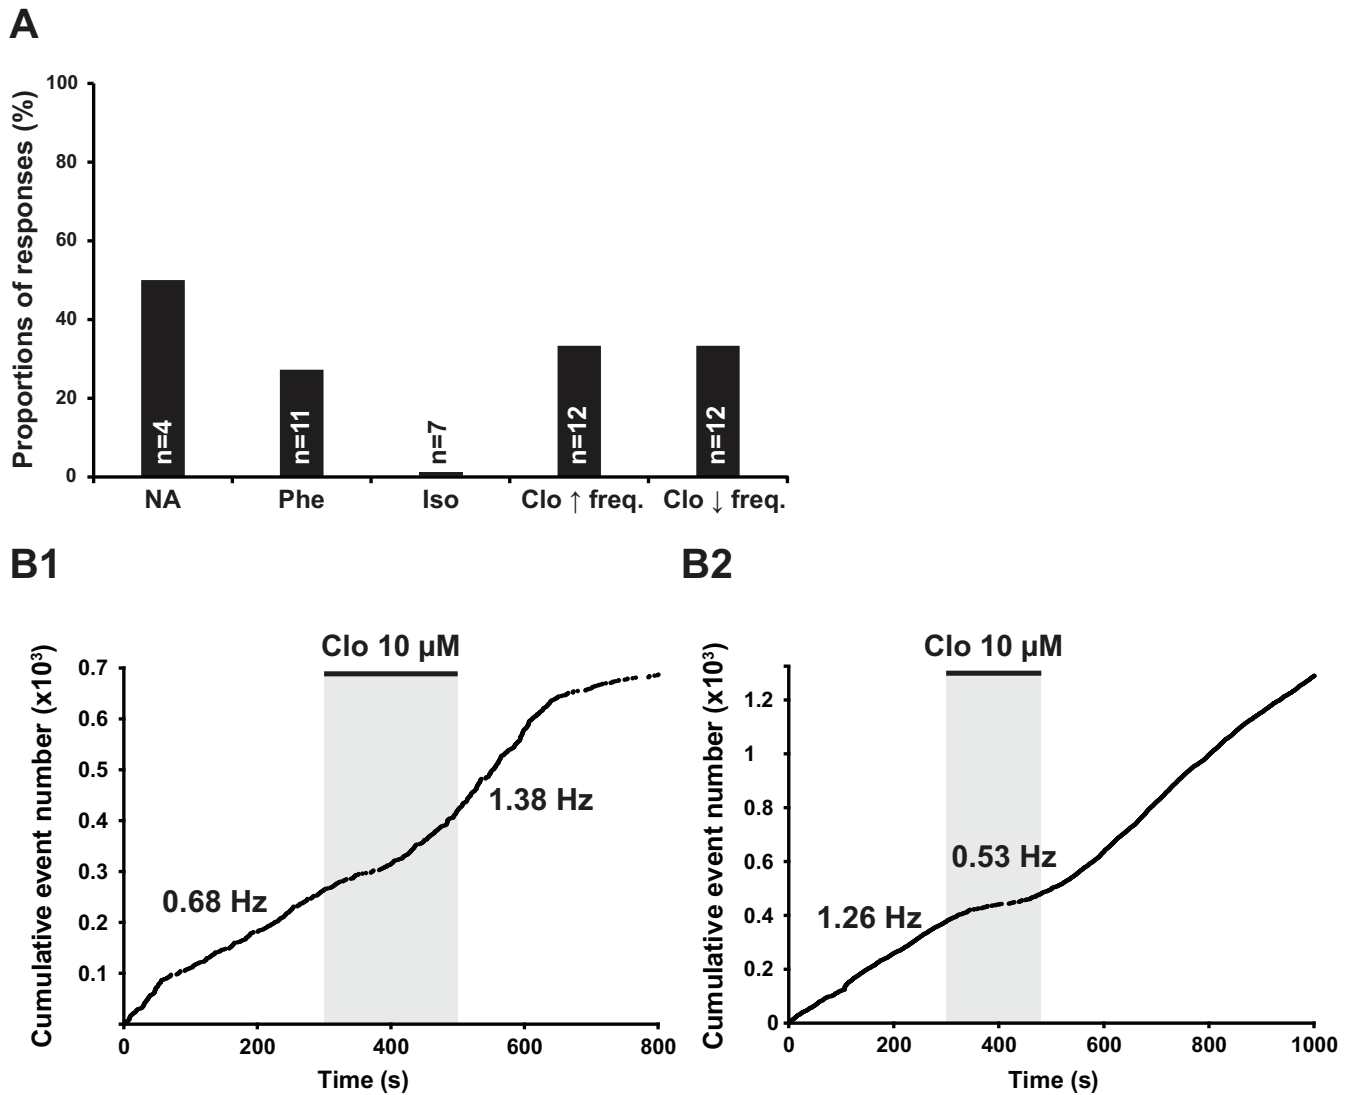 A
Proportions of responses (%)
100
80
60
40
20
0
n=4
n=11
n=7
n=12
n=12
NA
Phe
Iso
Clo ↑ freq.
Clo ↓ freq.
B1
Clo 10 µM
Cumulative event number (x10³)
0.7
0.6
0.5
0.4
0.3
0.2
0.1
0.68 Hz
1.38 Hz
0
200
400
600
800
Time (s)
B2
Clo 10 µM
Cumulative event number (x10³)
1.2
1
0.8
0.6
0.4
0.2
0
1.26 Hz
0.53 Hz
0
200
400
600
800
1000
Time (s)